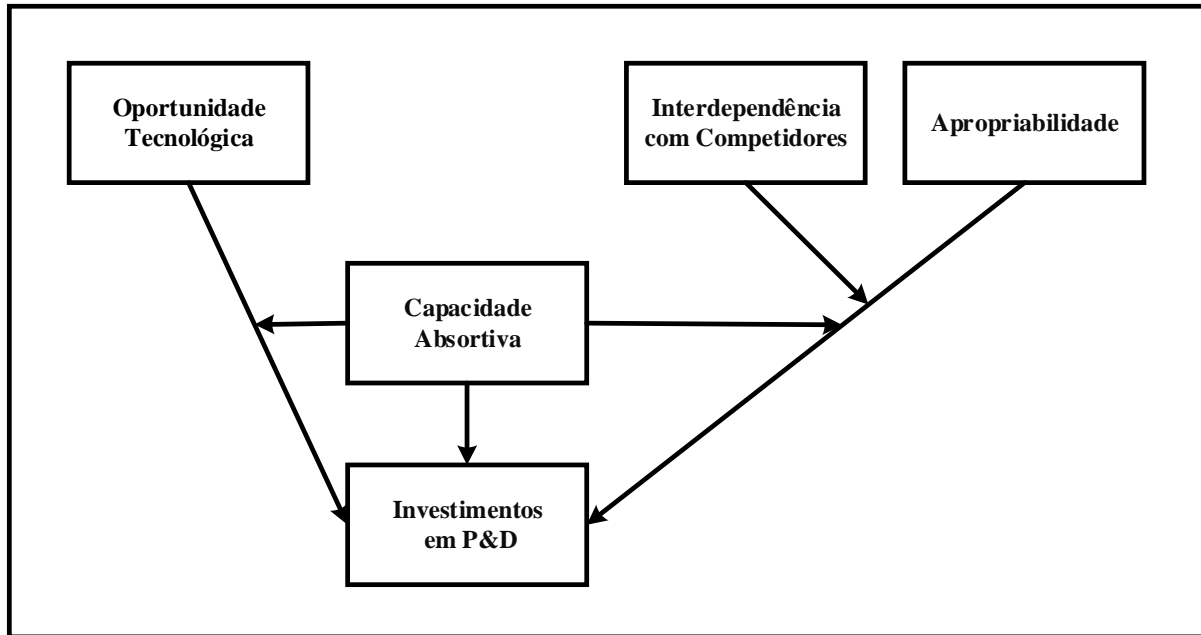 Oportunidade
Tecnológica
Interdependência
com Competidores
Apropriabilidade
Capacidade
Absortiva
Investimentos
em P&D